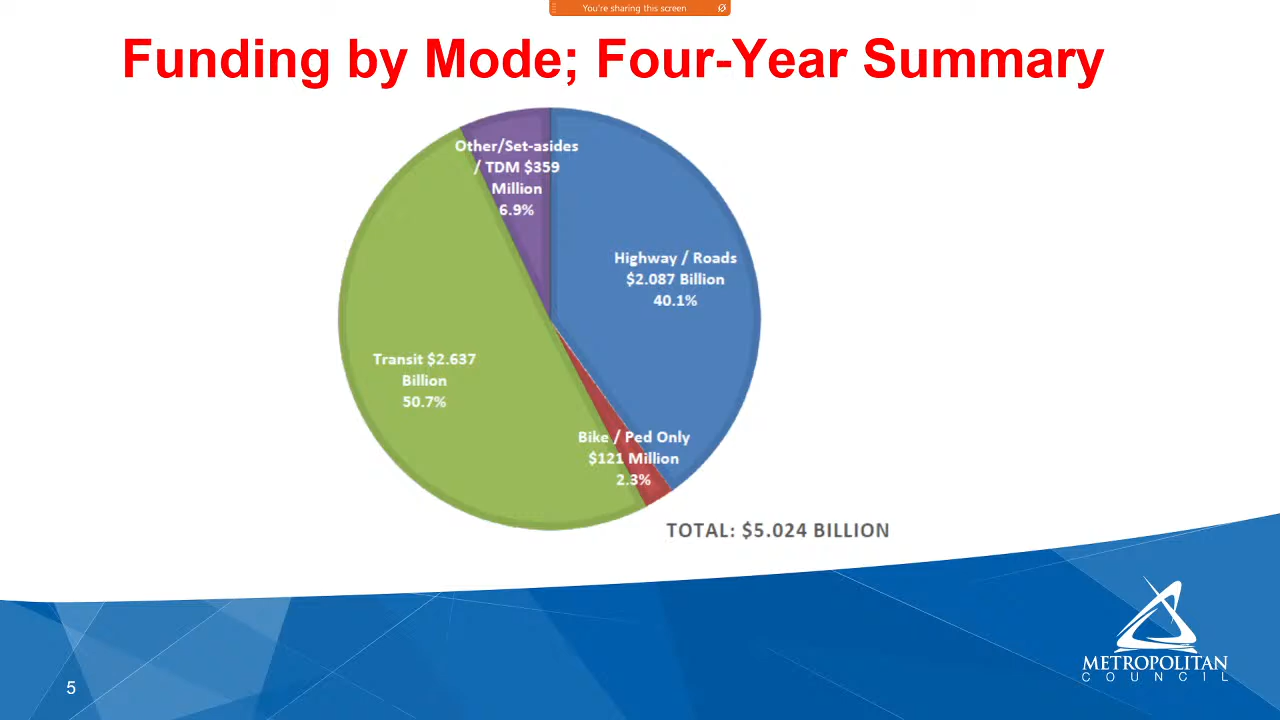 You're sharing this screen
Funding by Mode; Four-Year Summary
Other/Set-asides
/ TDM $359
Million
6.9%
Highway / Roads
$2.087 Billion
40.1%
Transit $2.637
Billion
50.7%
Bike / Ped Only
$121 Million
2.3%
TOTAL: $5.024 BILLION
METROPOLITAN
COUNCIL
5